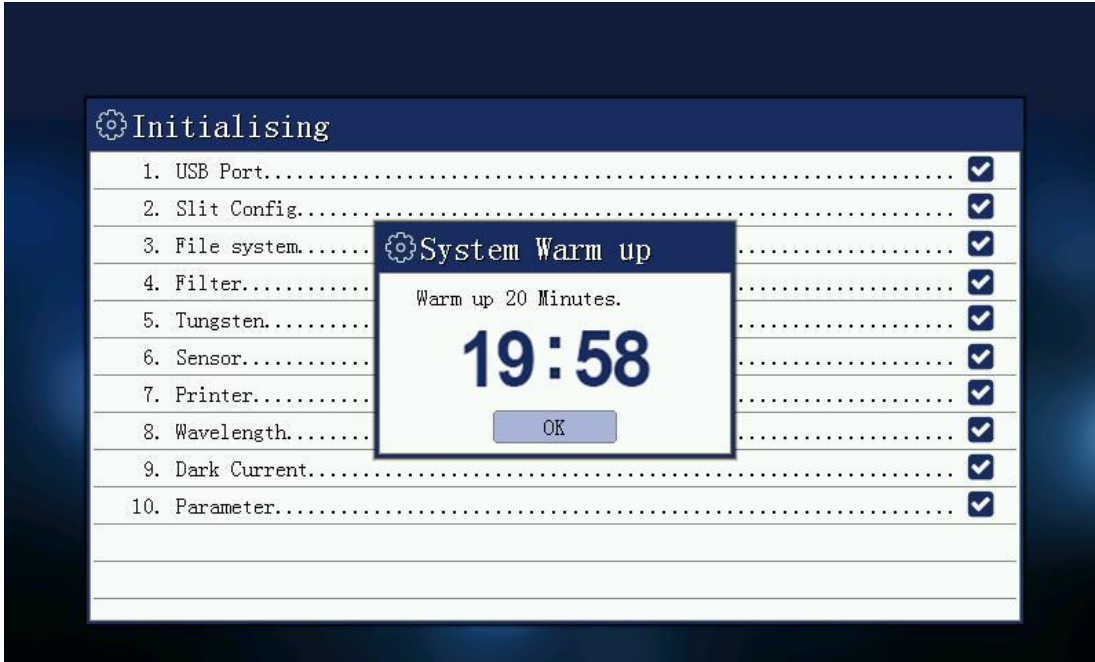 Initialising
1. USB Port
2. Slit Config
3. File system
4. Filter
5. Tungsten
6. Sensor
7. Printer
8. Wavelength
9. Dark Current
10. Parameter
System Warm up
Warm up 20 Minutes.
19:58
OK